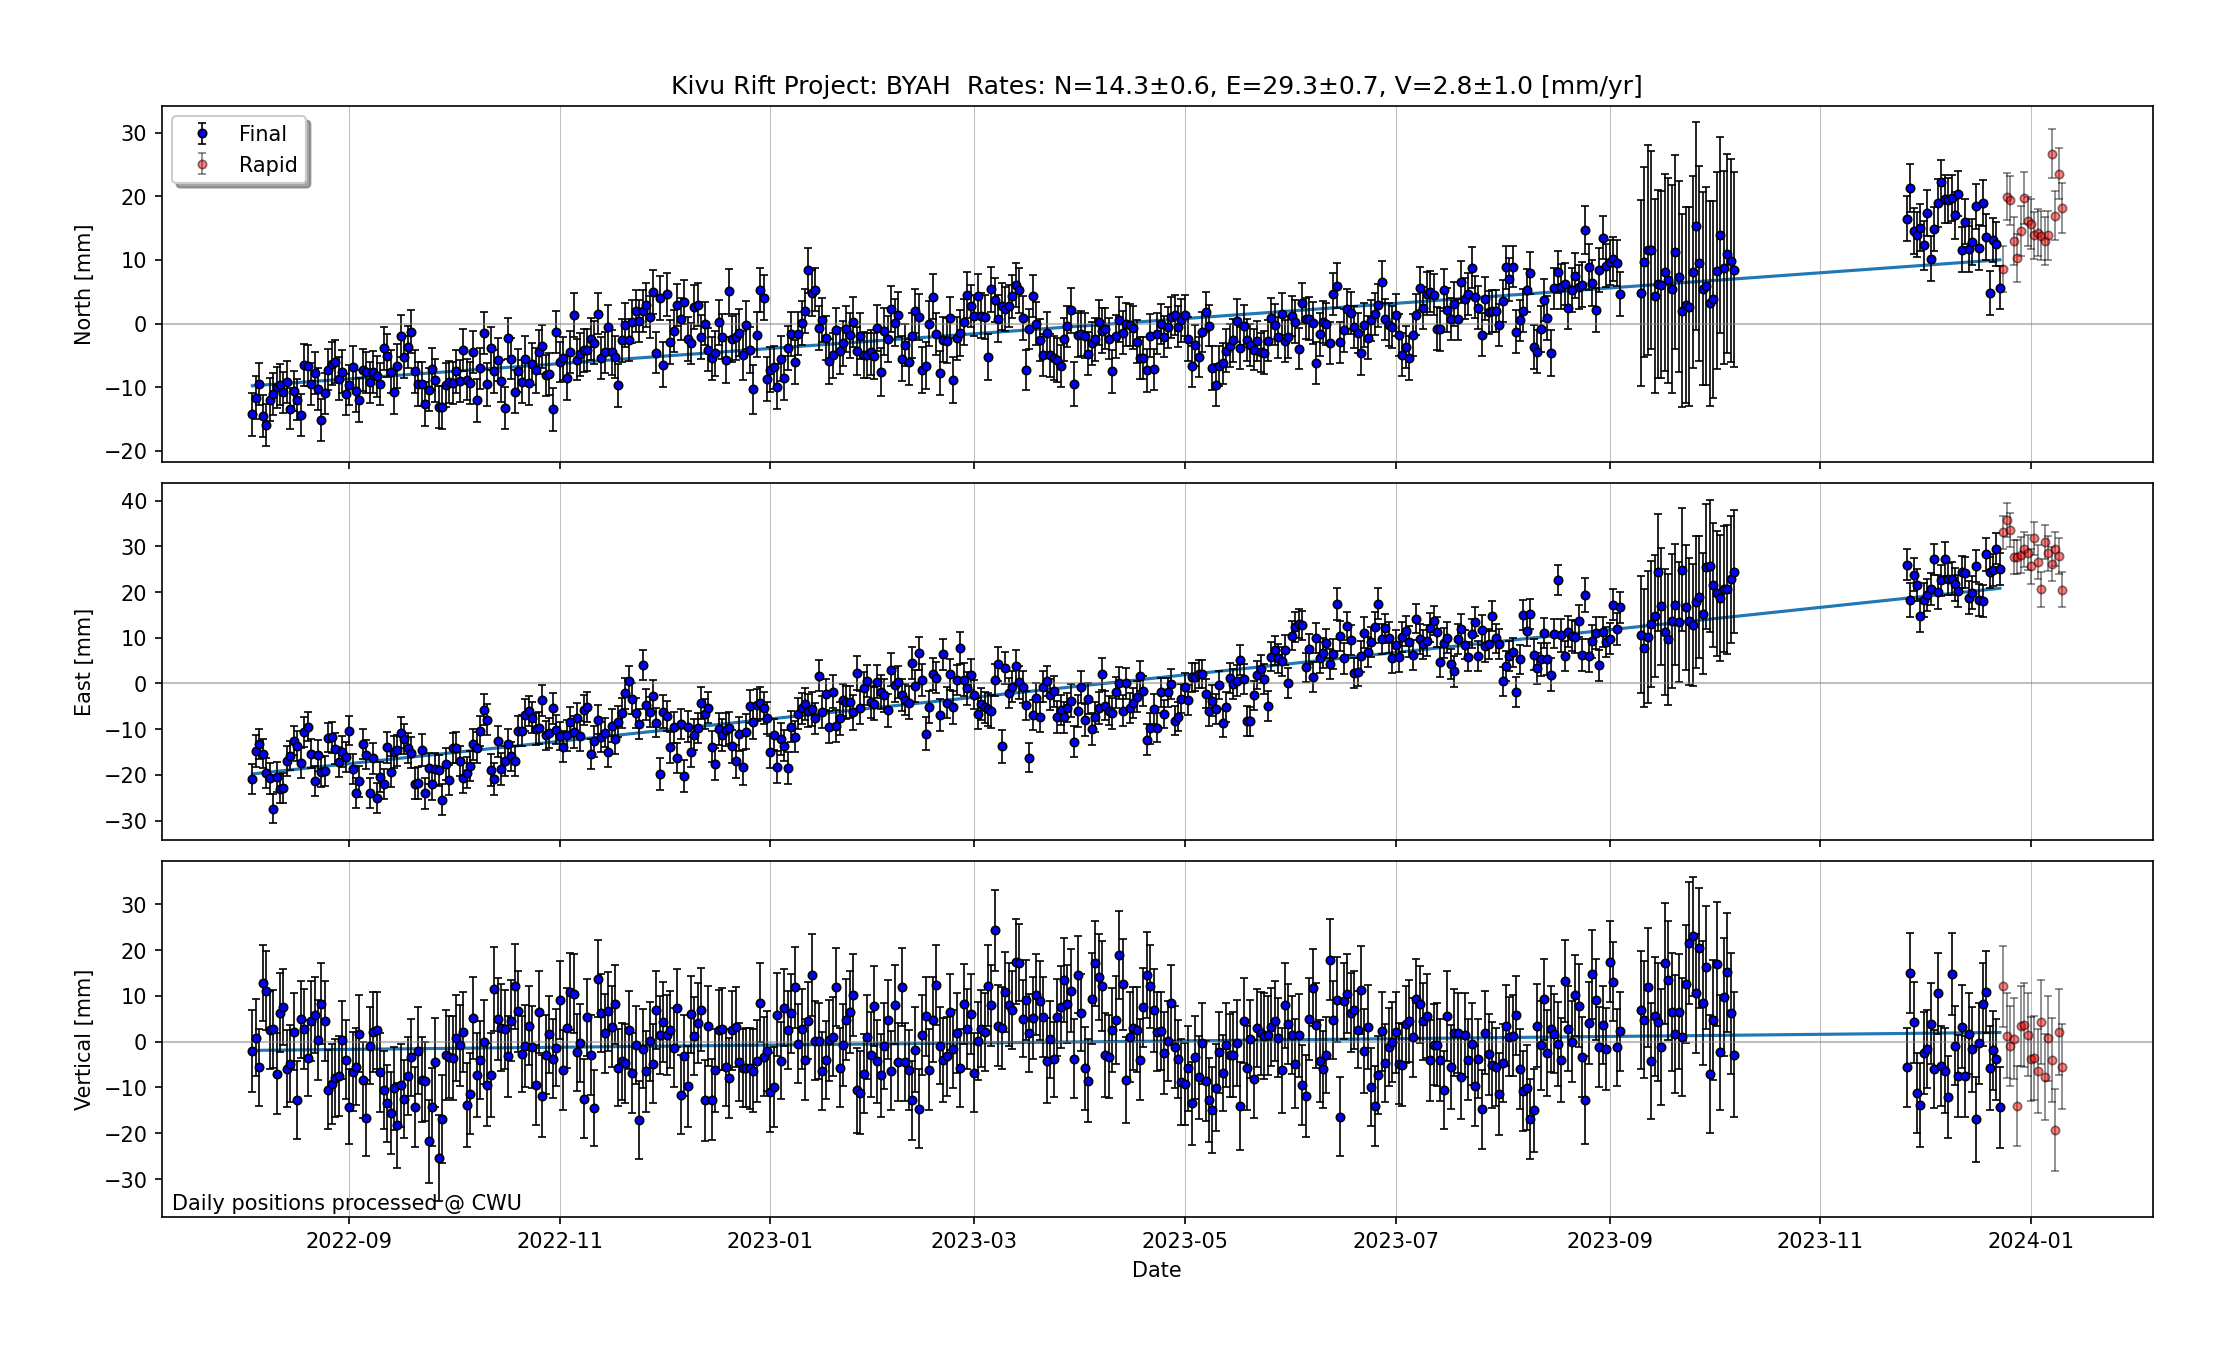 Kivu Rift Project: BYAH  Rates: N=14.3±0.6, E=29.3±0.7, V=2.8±1.0 [mm/yr]
Final
Rapid
North [mm]
30
20
10
0
−10
−20
East [mm]
40
30
20
10
0
−10
−20
−30
Vertical [mm]
30
20
10
0
−10
−20
−30
Daily positions processed @ CWU
2022-09 2022-11 2023-01 2023-03 2023-05 2023-07 2023-09 2023-11 2024-01
Date